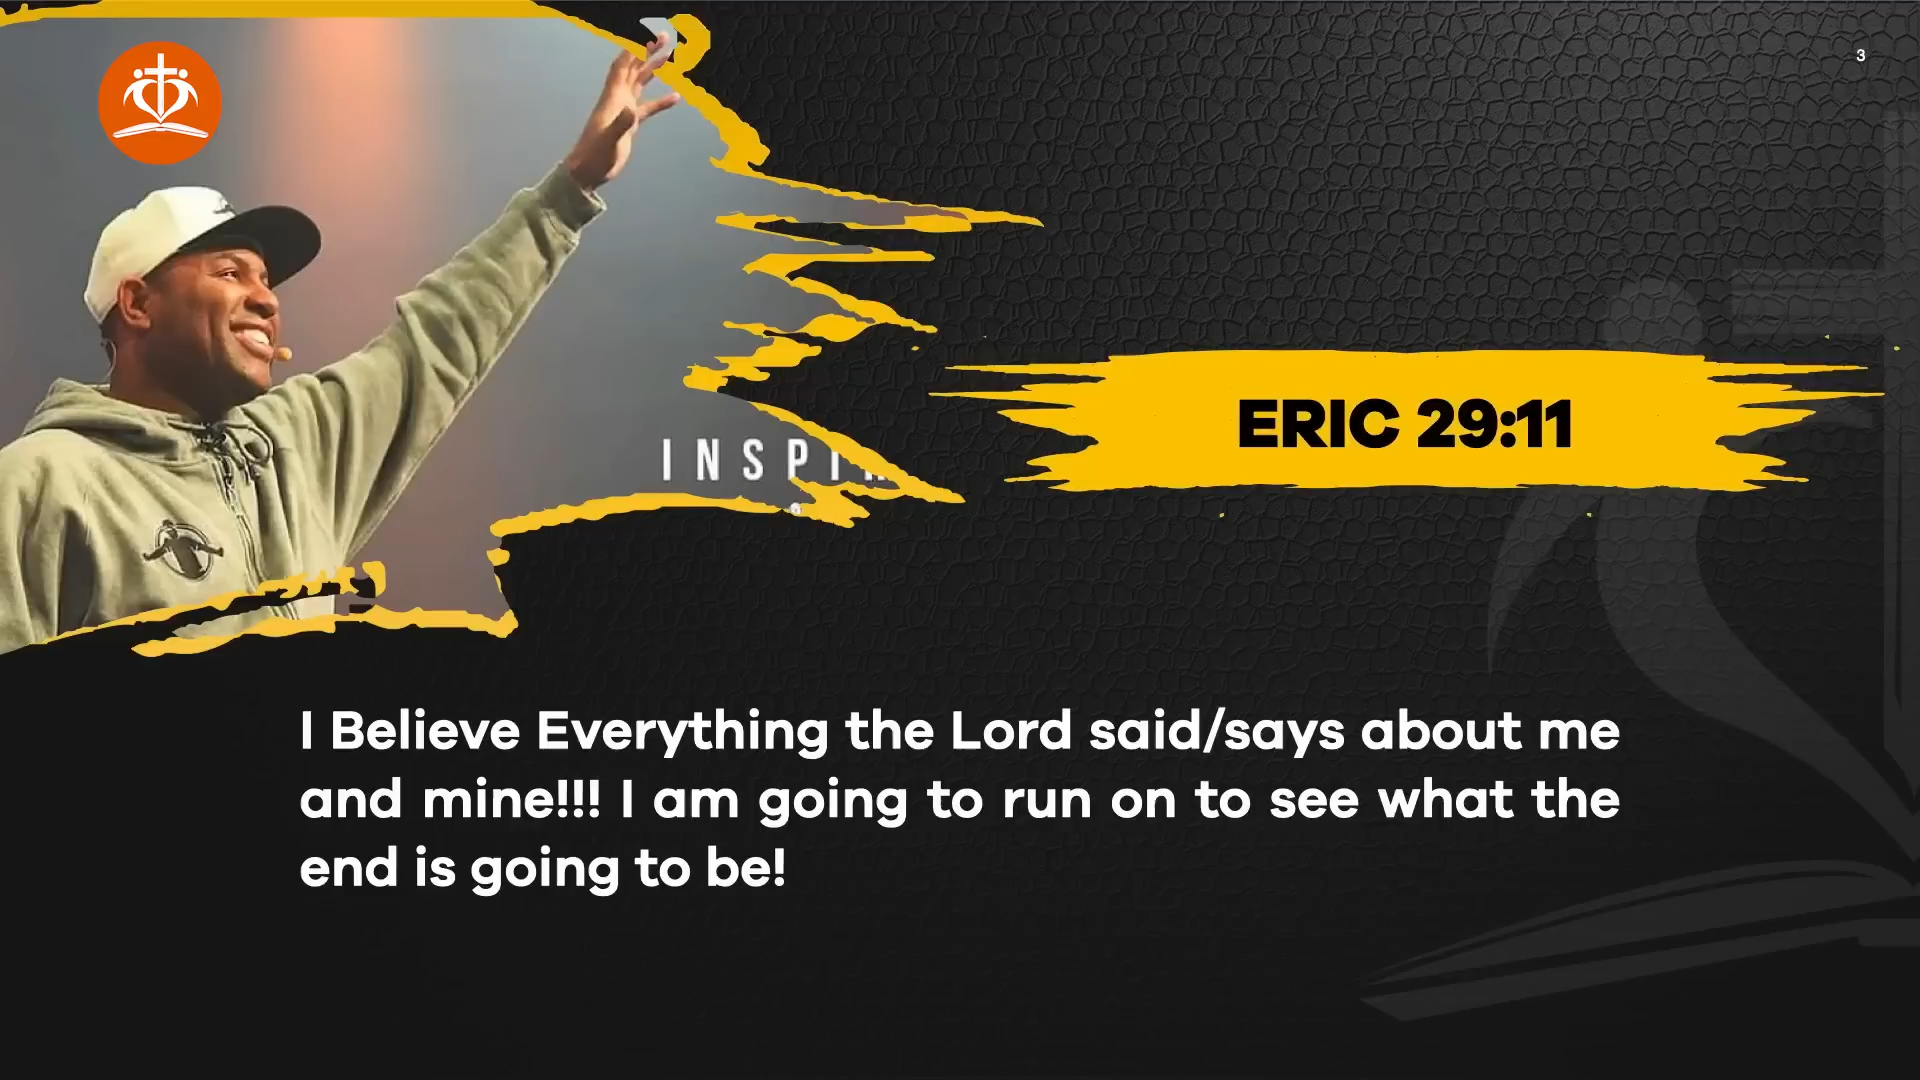 3
INSPI
ERIC 29:11
I Believe Everything the Lord said/says about me
and mine!!! I am going to run on to see what the
end is going to be!